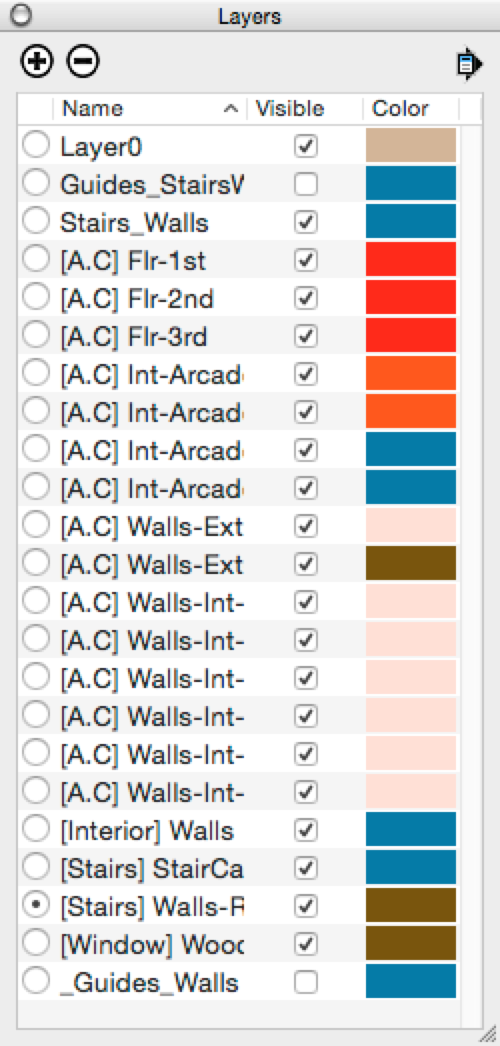 Layers
Name Visible Color
Layer0
Guides_StairsW
Stairs_Walls
[A.C] Flr-1st
[A.C] Flr-2nd
[A.C] Flr-3rd
[A.C] Int-Arcad
[A.C] Int-Arcad
[A.C] Int-Arcad
[A.C] Int-Arcad
[A.C] Walls-Ext
[A.C] Walls-Ext
[A.C] Walls-Int-
[A.C] Walls-Int-
[A.C] Walls-Int-
[A.C] Walls-Int-
[A.C] Walls-Int-
[A.C] Walls-Int-
[Interior] Walls
[Stairs] StairCa
[Stairs] Walls-R
[Window] Wood
_Guides_Walls